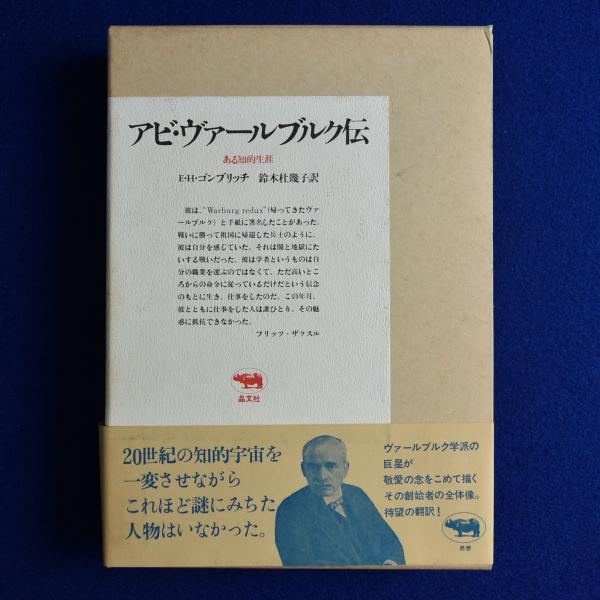 アビ・ヴァールブルク伝
ある知的生涯
E・H・ゴンブリッチ 鈴木杜幾子訳
彼は、“Warburg redux”(帰ってきたヴァ
ールブルク)と手紙に署名したことがあった。
戦いに勝って祖国に帰還した兵士のように、
彼は自分を感じていた。それは闇と地獄にた
いする戦いだった。彼は学者というものは自
分の職業を選ぶのではなくて、ただ高いとこ
ろからの命令に従っているだけだという信念
のもとに生き、仕事をしたのだ。この年月、
彼とともに仕事をした人は誰ひとり、その魅
惑に抵抗できなかった。
フリッツ・ザクスル
晶文社
20世紀の知的宇宙を
一変させながら
これほど謎にみちた
人物はいなかった。
ヴァールブルク学派の
巨星が
敬愛の念をこめて描く
その創始者の全体像。
待望の翻訳!
思想